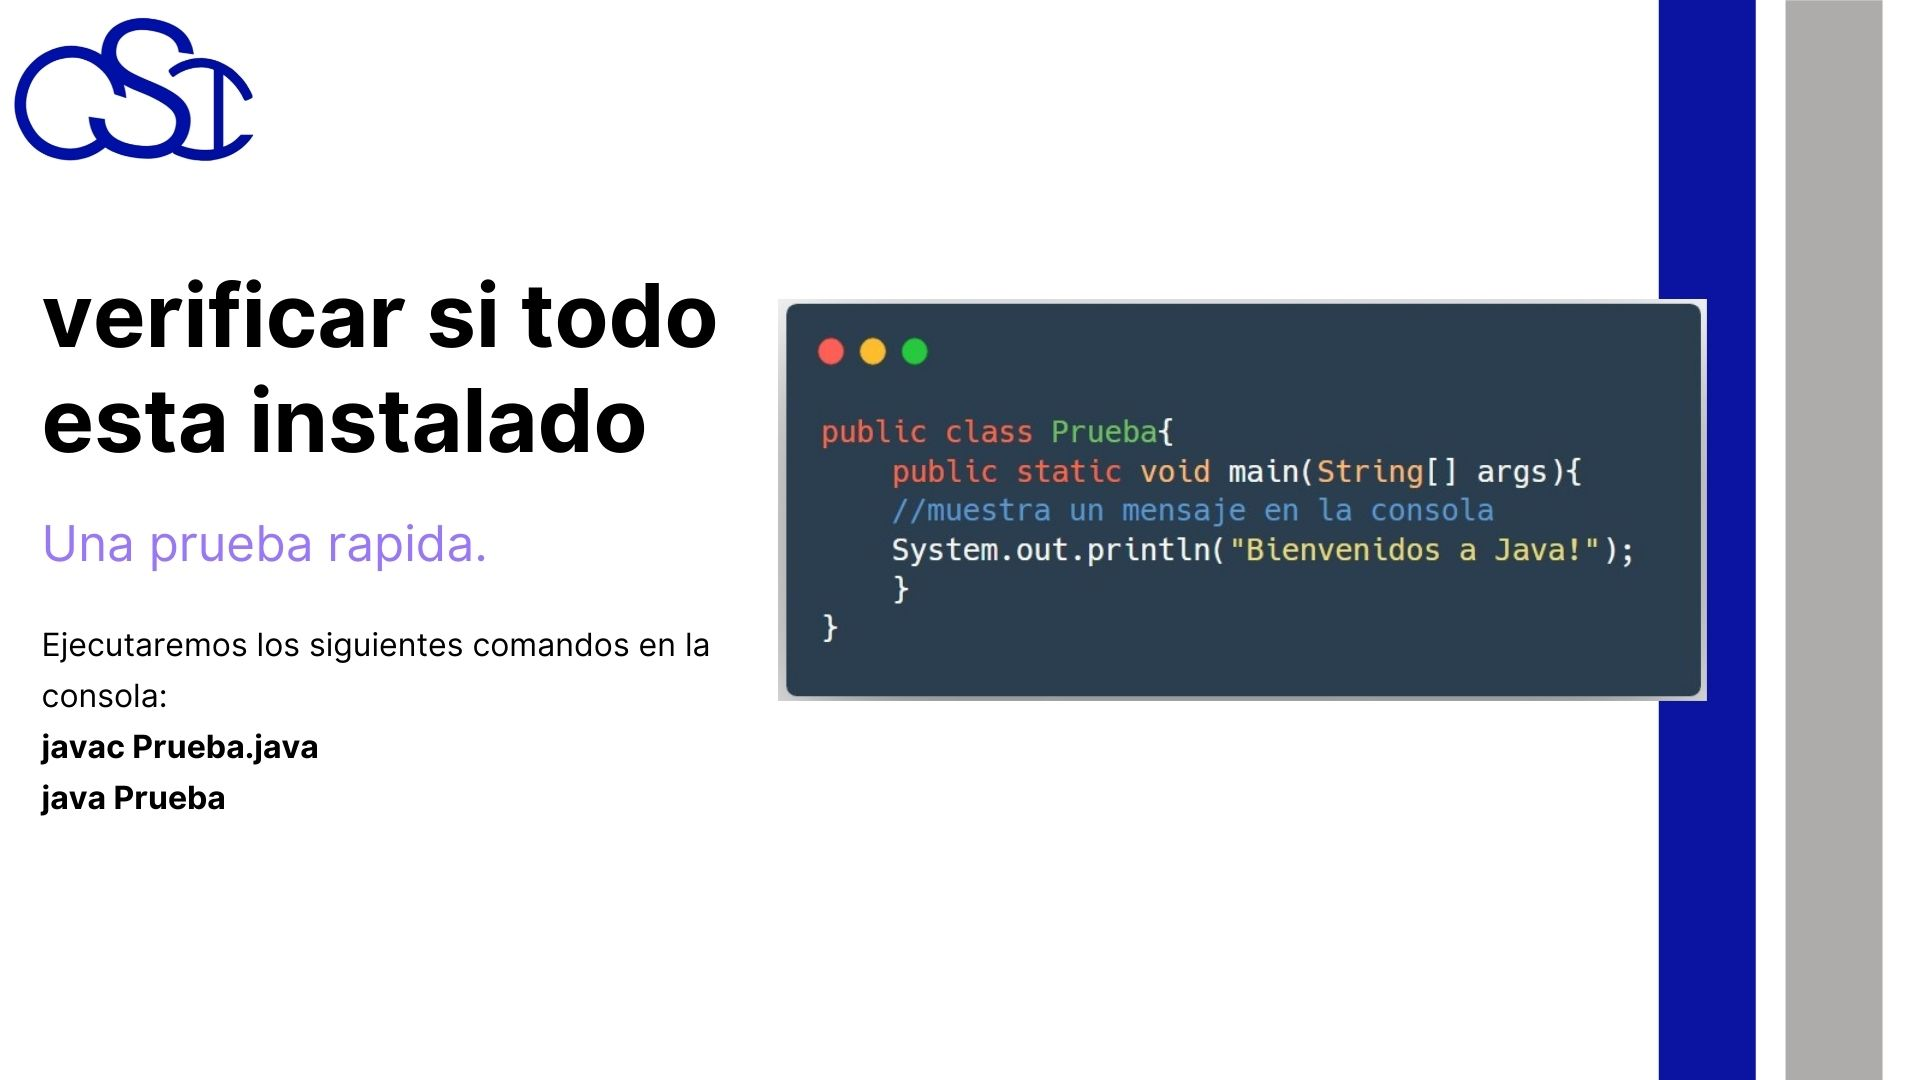 CSTC
verificar si todo
esta instalado
Una prueba rapida.
Ejecutaremos los siguientes comandos en la
consola:
javac Prueba.java
java Prueba
public class Prueba{
    public static void main(String[] args){
    //muestra un mensaje en la consola
    System.out.println("Bienvenidos a Java!");
    }
}